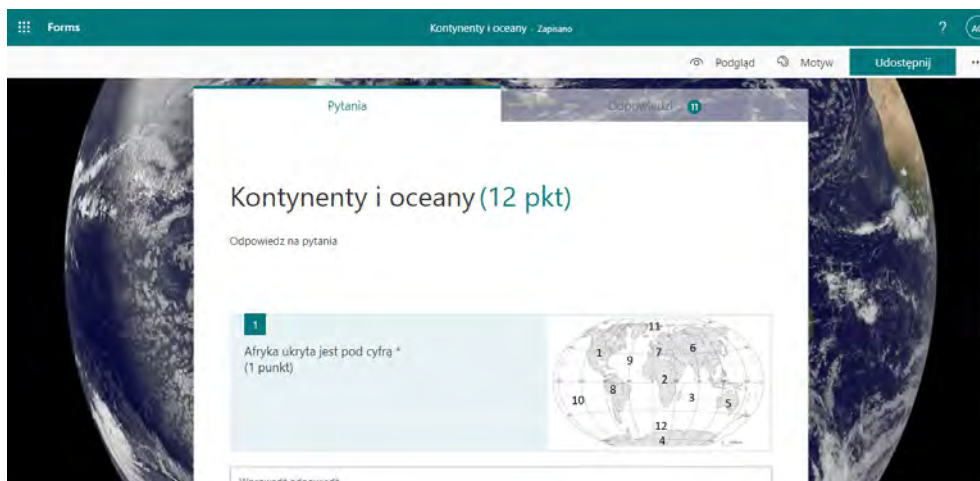 Forms
Kontynenty i oceany - Zapisano
?
Podgląd
Motyw
Udostępnij
Pytania
Odpowiedzi 11
Kontynenty i oceany (12 pkt)
Odpowiedz na pytania
1
Afryka ukryta jest pod cyfrą *
(1 punkt)
11
1
9
7
6
8
2
10
3
5
12
4